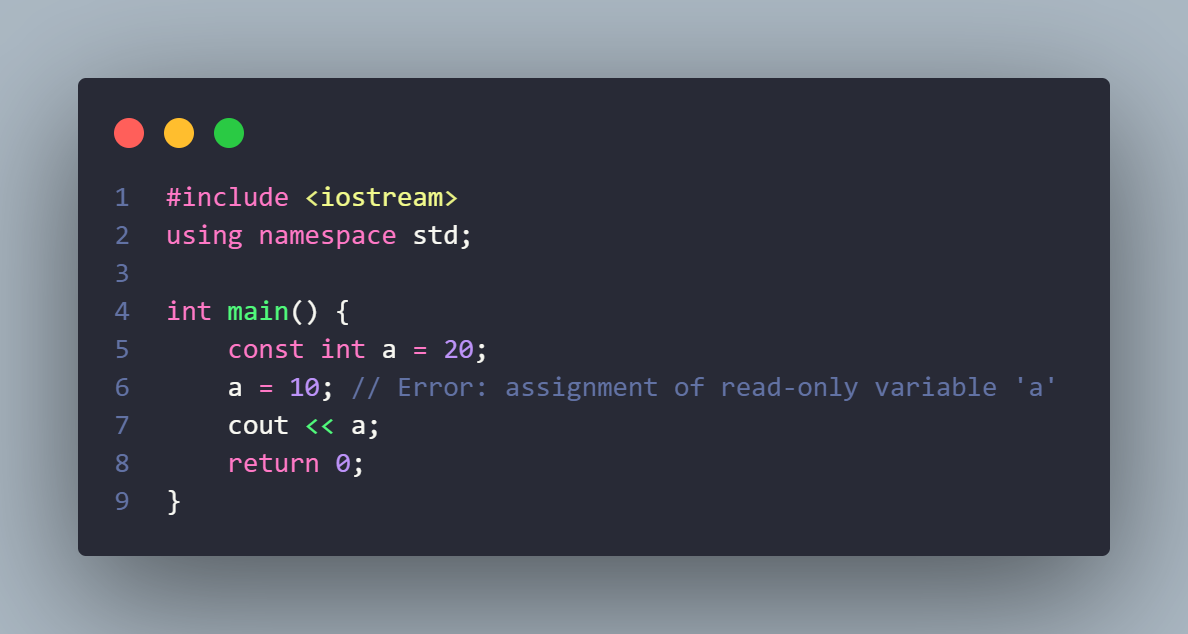 1 #include <iostream>
2 using namespace std;
3
4 int main() {
5     const int a = 20;
6     a = 10; // Error: assignment of read-only variable 'a'
7     cout << a;
8     return 0;
9 }